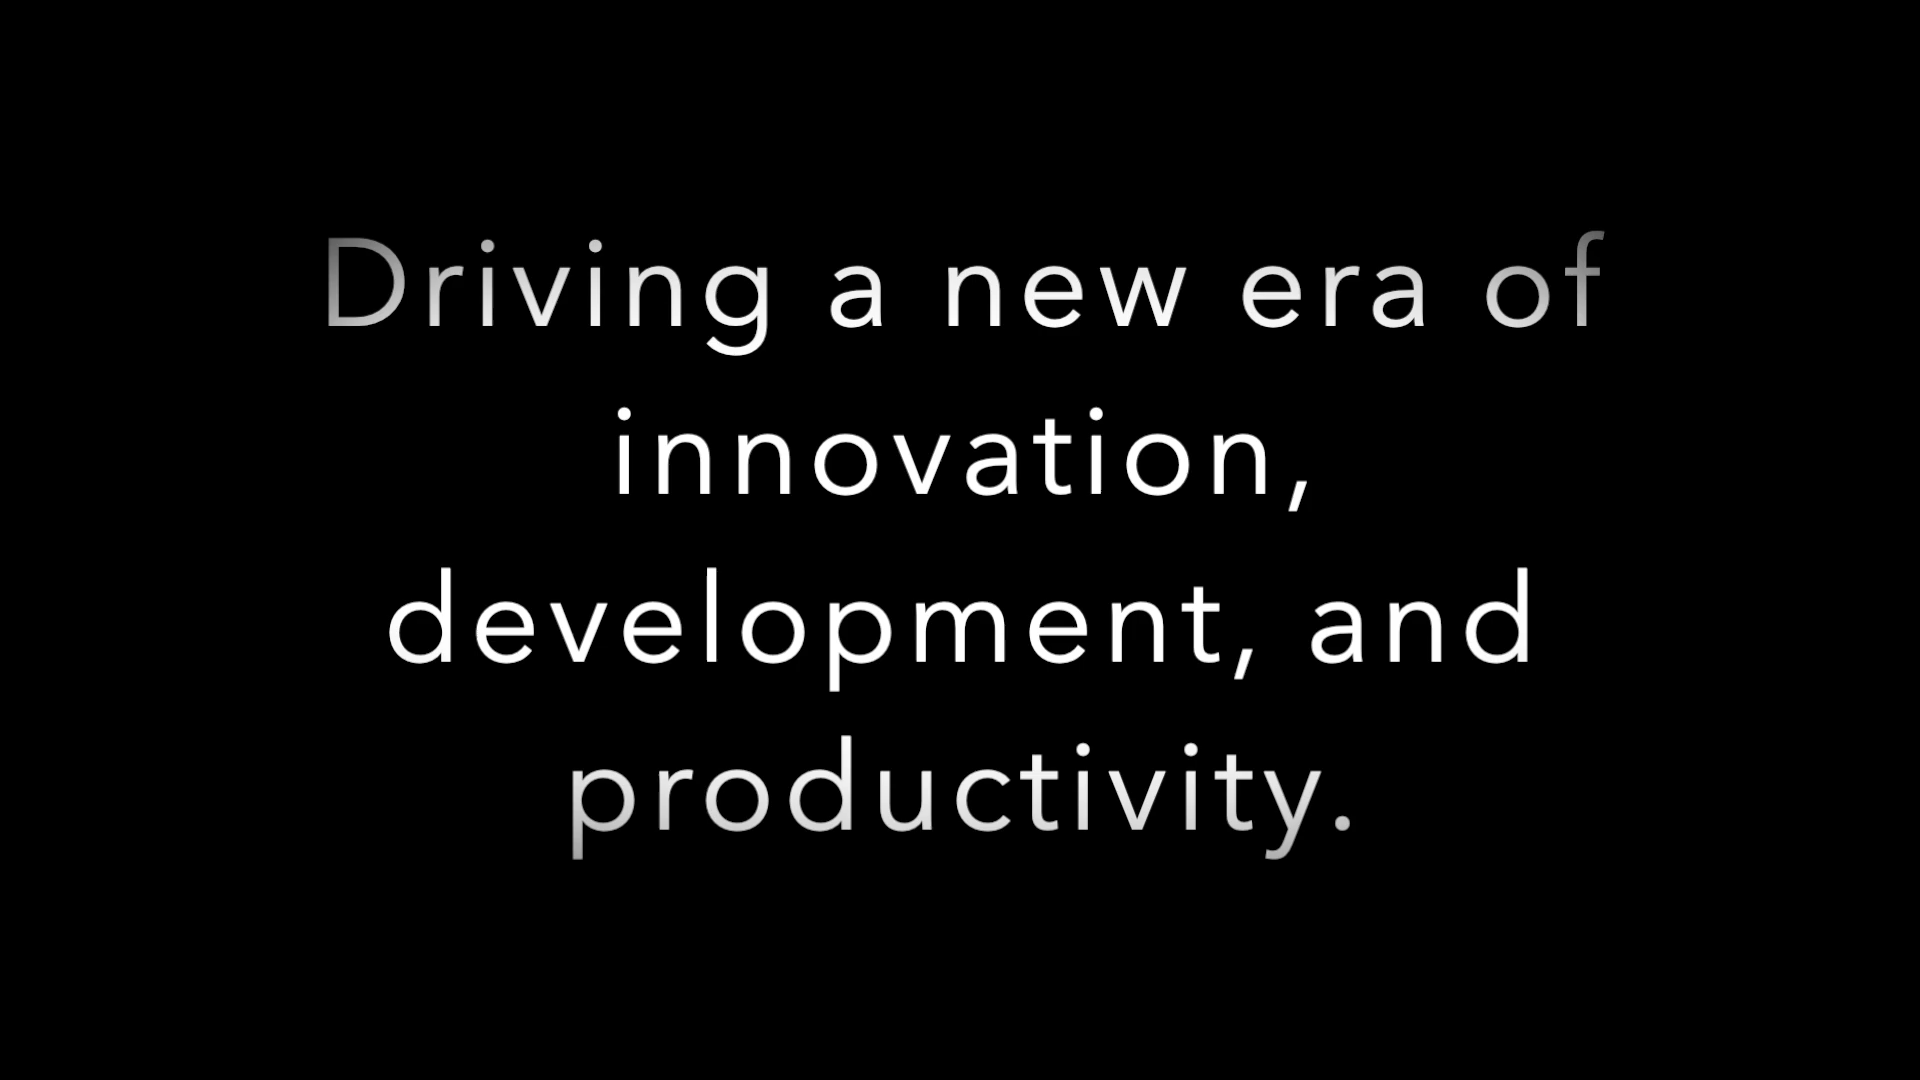 Driving a new era of
innovation,
development, and
productivity.